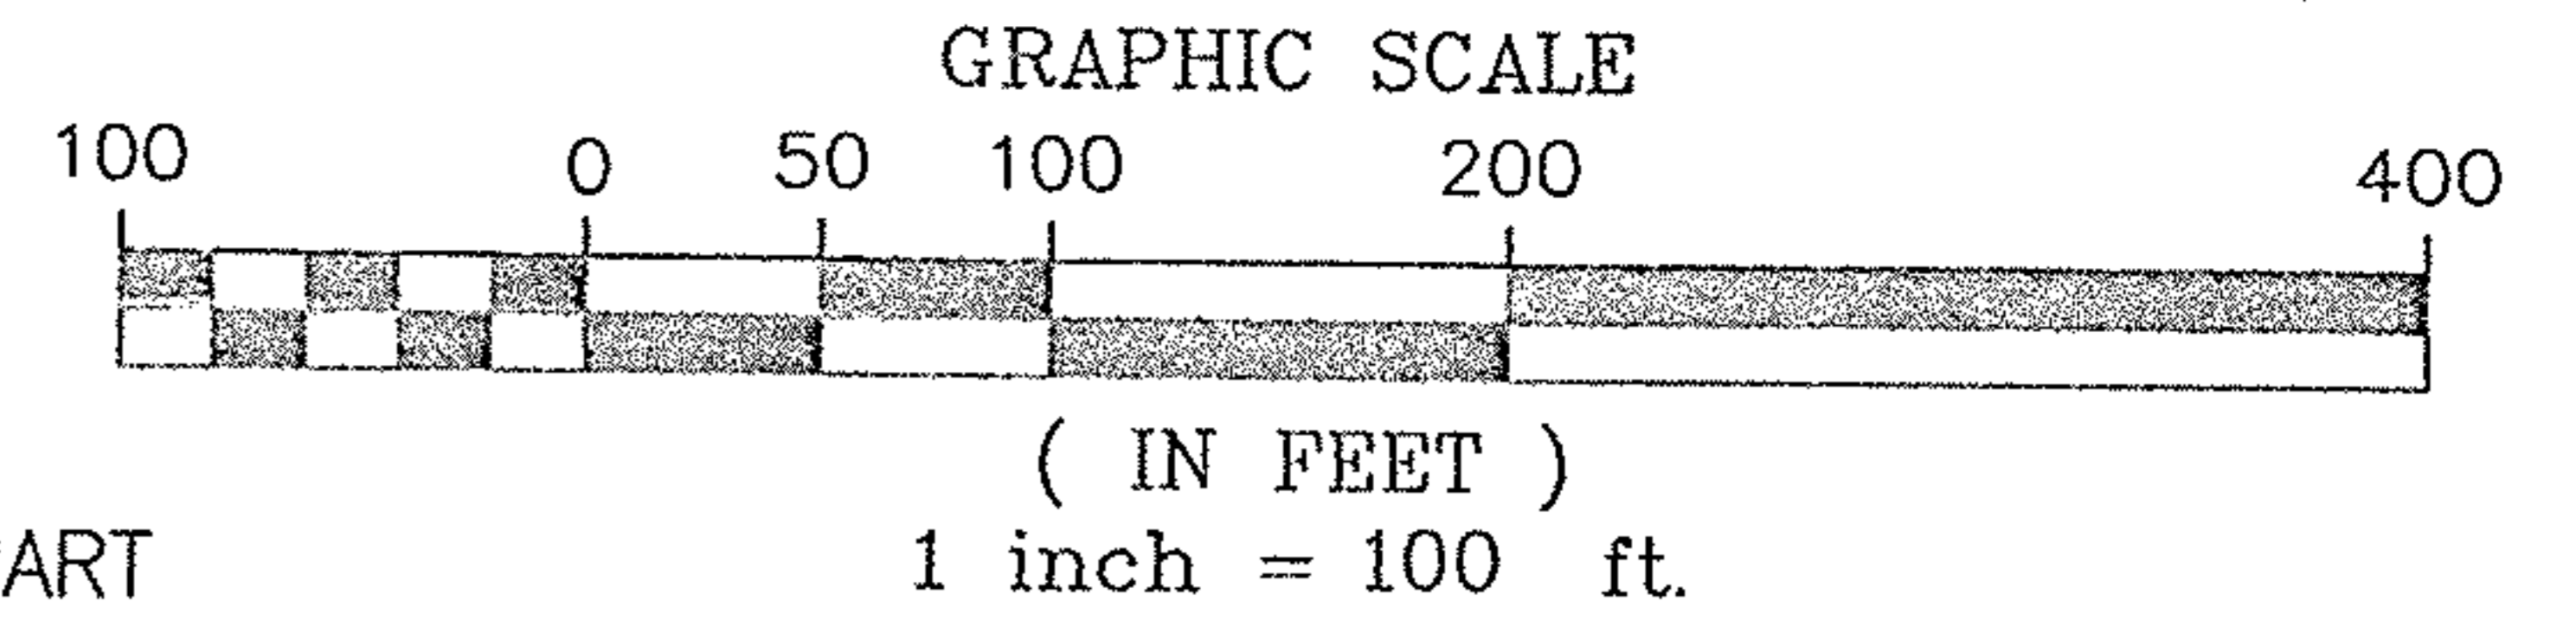 GRAPHIC SCALE
100 0 50 100 200 400
( IN FEET )
ART
1 inch = 100 ft.